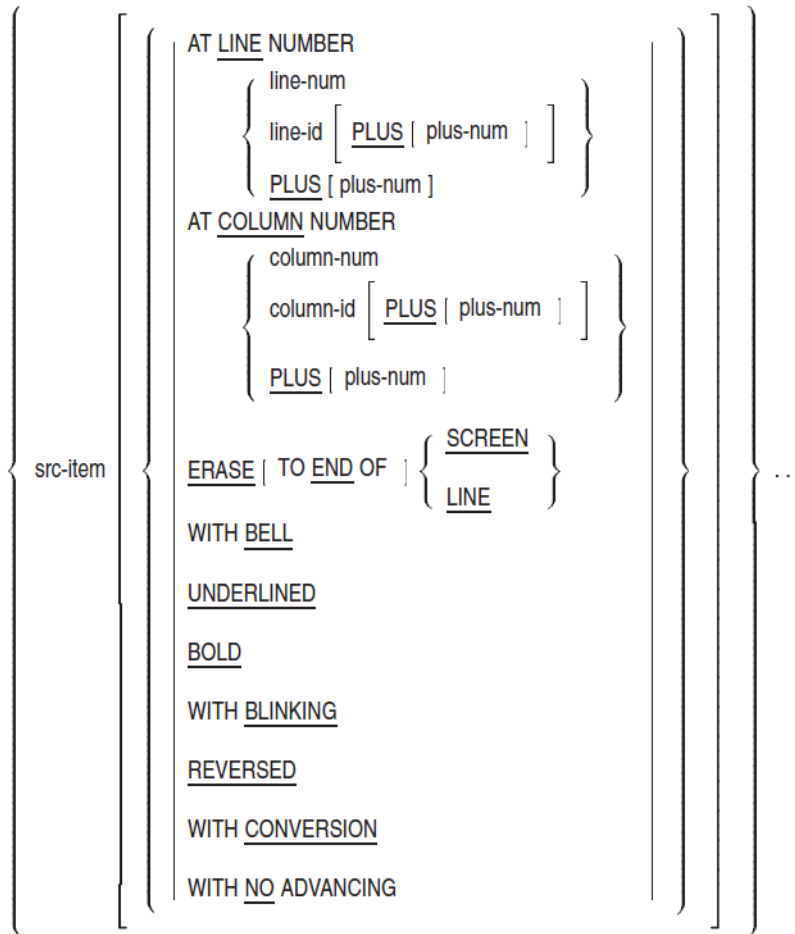 AT LINE NUMBER
line-num
line-id [ PLUS [ plus-num ] ]
PLUS [ plus-num ]
AT COLUMN NUMBER
column-num
column-id [ PLUS [ plus-num ] ]
PLUS [ plus-num ]
src-item
ERASE [ TO END OF ] { SCREEN
LINE }
WITH BELL
UNDERLINED
BOLD
WITH BLINKING
REVERSED
WITH CONVERSION
WITH NO ADVANCING
. .